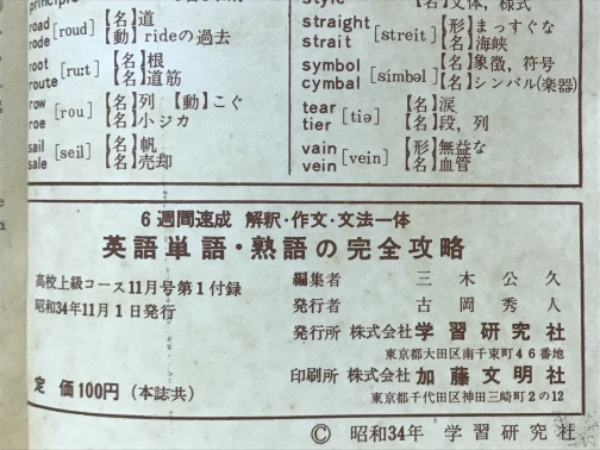 road
rode [roud] 【名】道
【動】rideの過去
root
route [ru:t] 【名】根
【名】道筋
row
roe [rou] 【名】列 【動】こぐ
【名】小ジカ
sail
sale [seil] 【名】帆
【名】売却
style 【名】文体, 様式
straight
strait [streit] 【形】まっすぐな
【名】海峡
symbol
cymbal [símbəl] 【名】象徴, 符号
【名】シンバル(楽器)
tear
tier [tiə] 【名】涙
【名】段, 列
vain
vein [vein] 【形】無益な
【名】血管
6週間速成 解釈・作文・文法一体
英語単語・熟語の完全攻略
高校上級コース11月号第1付録
昭和34年11月1日発行
定 価100円 (本誌共)
編集者 三木公久
発行者 古岡秀人
発行所 株式会社 学習研究社
東京都大田区南千束町46番地
印刷所 株式会社 加藤文明社
東京都千代田区神田三崎町2の12
Ⓒ 昭和34年 学習研究社